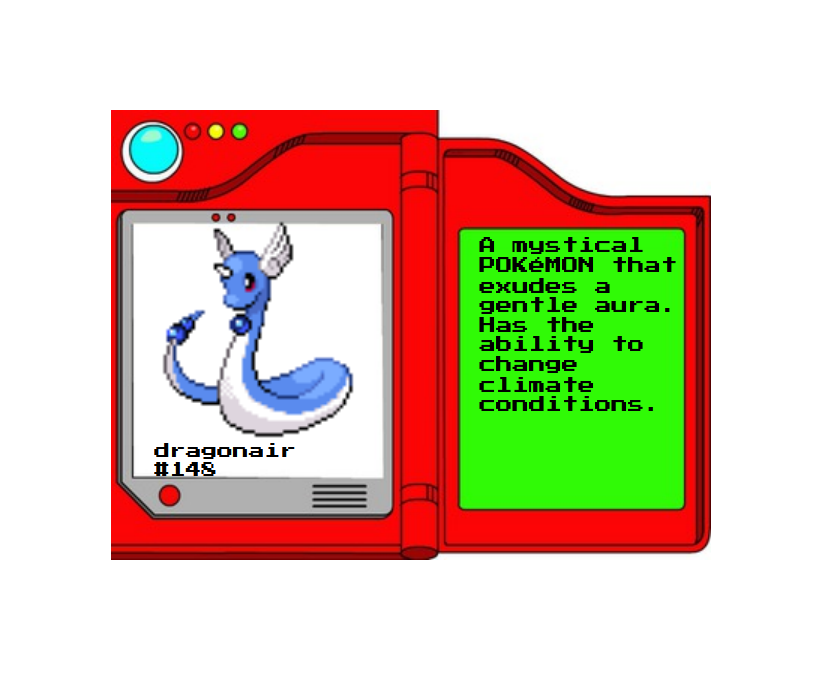 dragonair
#148
A mystical
POKéMON that
exudes a
gentle aura.
Has the
ability to
change
climate
conditions.